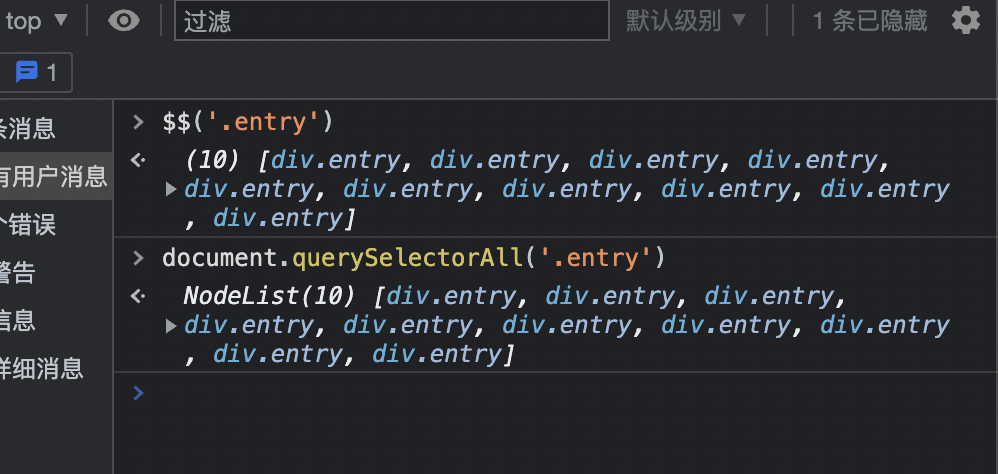 top ▼ 过滤 默认级别 ▼ 1 条已隐藏
1
条消息
有用户消息
个错误
警告
信息
详细消息
> $$('.entry')
(10) [div.entry, div.entry, div.entry, div.entry,
▶ div.entry, div.entry, div.entry, div.entry, div.entry
, div.entry]
> document.querySelectorAll('.entry')
NodeList(10) [div.entry, div.entry, div.entry,
▶ div.entry, div.entry, div.entry, div.entry, div.entry
, div.entry, div.entry]
>